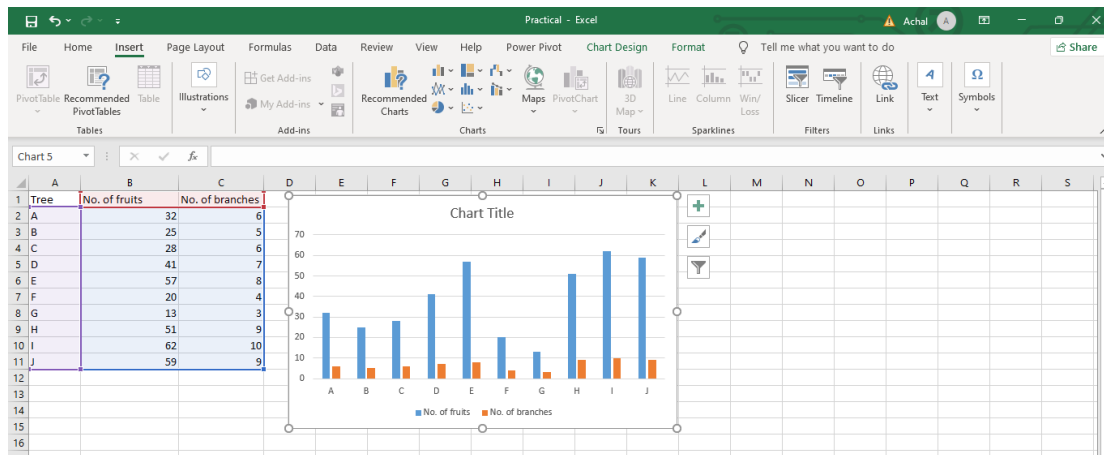 Practical - Excel
Achal A
File Home Insert Page Layout Formulas Data Review View Help Power Pivot Chart Design Format Tell me what you want to do Share
PivotTable Recommended PivotTables Table
Tables
Illustrations
Get Add-ins
My Add-ins
Add-ins
Recommended Charts
Maps PivotChart
Charts
3D Map
Tours
Line Column Win/ Loss
Sparklines
Slicer Timeline
Filters
Link
Links
Text
Symbols
Chart 5 fx
A B C D E F G H I J K L M N O P Q R S
1 Tree No. of fruits No. of branches
2 A 32 6
3 B 25 5
4 C 28 6
5 D 41 7
6 E 57 8
7 F 20 4
8 G 13 3
9 H 51 9
10 I 62 10
11 J 59 9
12
13
14
15
16
Chart Title
70
60
50
40
30
20
10
0
A B C D E F G H I J
No. of fruits No. of branches